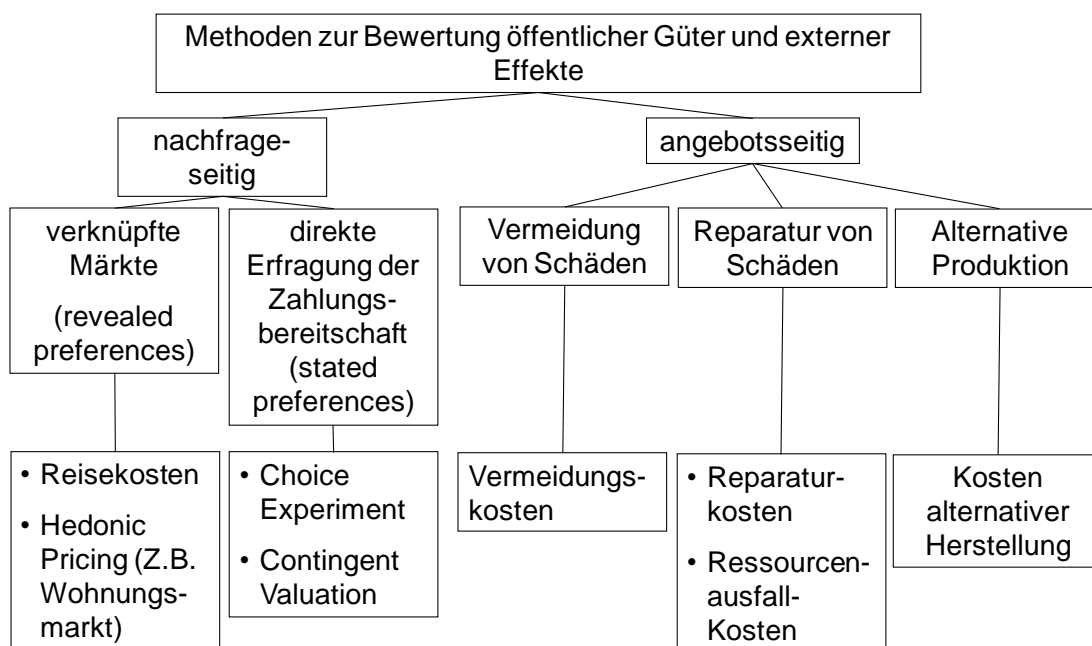 Methoden zur Bewertung öffentlicher Güter und externer
Effekte
nachfrage-
seitig
angebotsseitig
verknüpfte
Märkte
(revealed
preferences)
direkte
Erfragung der
Zahlungs-
bereitschaft
(stated
preferences)
Vermeidung
von Schäden
Reparatur von
Schäden
Alternative
Produktion
• Reisekosten
• Hedonic
Pricing (Z.B.
Wohnungs-
markt)
• Choice
Experiment
• Contingent
Valuation
Vermeidungs-
kosten
• Reparatur-
kosten
• Ressourcen-
ausfall-
Kosten
Kosten
alternativer
Herstellung